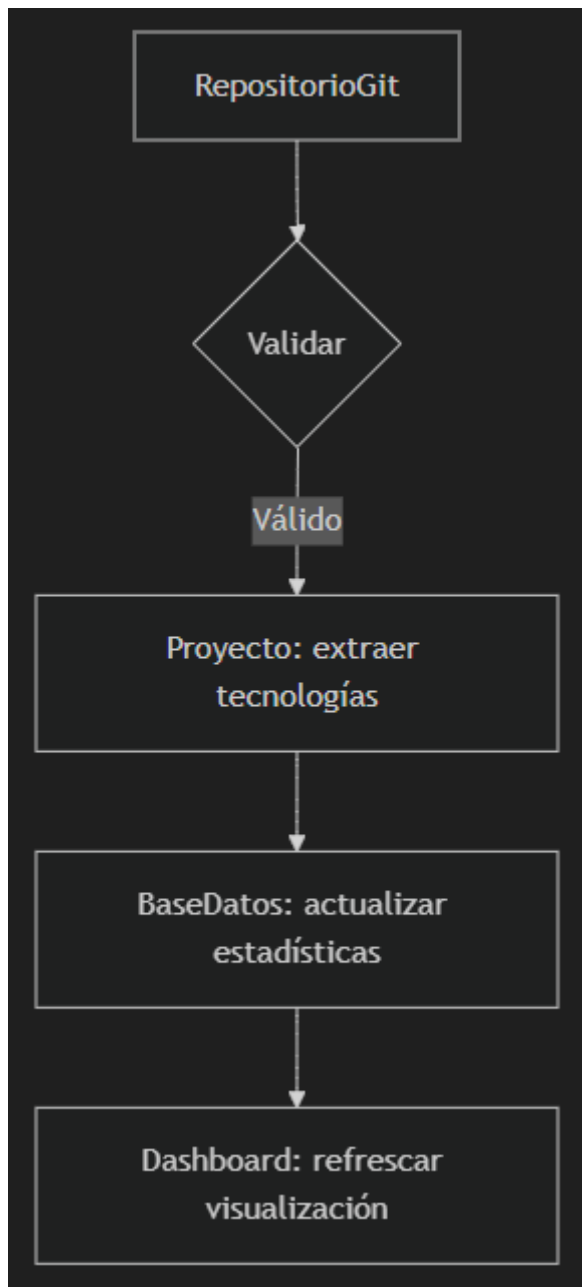 RepositorioGit
Validar
Válido
Proyecto: extraer
tecnologías
BaseDatos: actualizar
estadísticas
Dashboard: refrescar
visualización